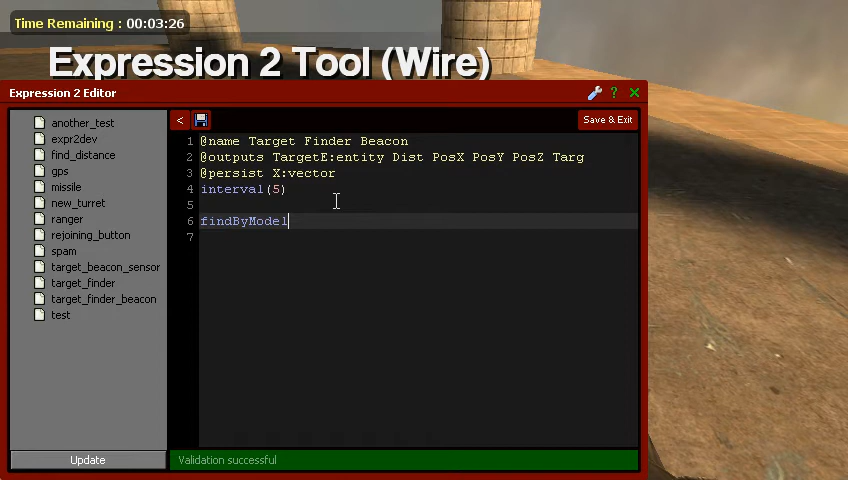 Time Remaining : 00:03:26
Expression 2 Tool (Wire)
Expression 2 Editor
?
another_test
expr2dev
find_distance
gps
missile
new_turret
ranger
rejoining_button
spam
target_beacon_sensor
target_finder
target_finder_beacon
test
Update
<
Save & Exit
1 @name Target Finder Beacon
2 @outputs TargetE:entity Dist PosX PosY PosZ Targ
3 @persist X:vector
4 interval(5)
5
6 findByModel
7
Validation successful